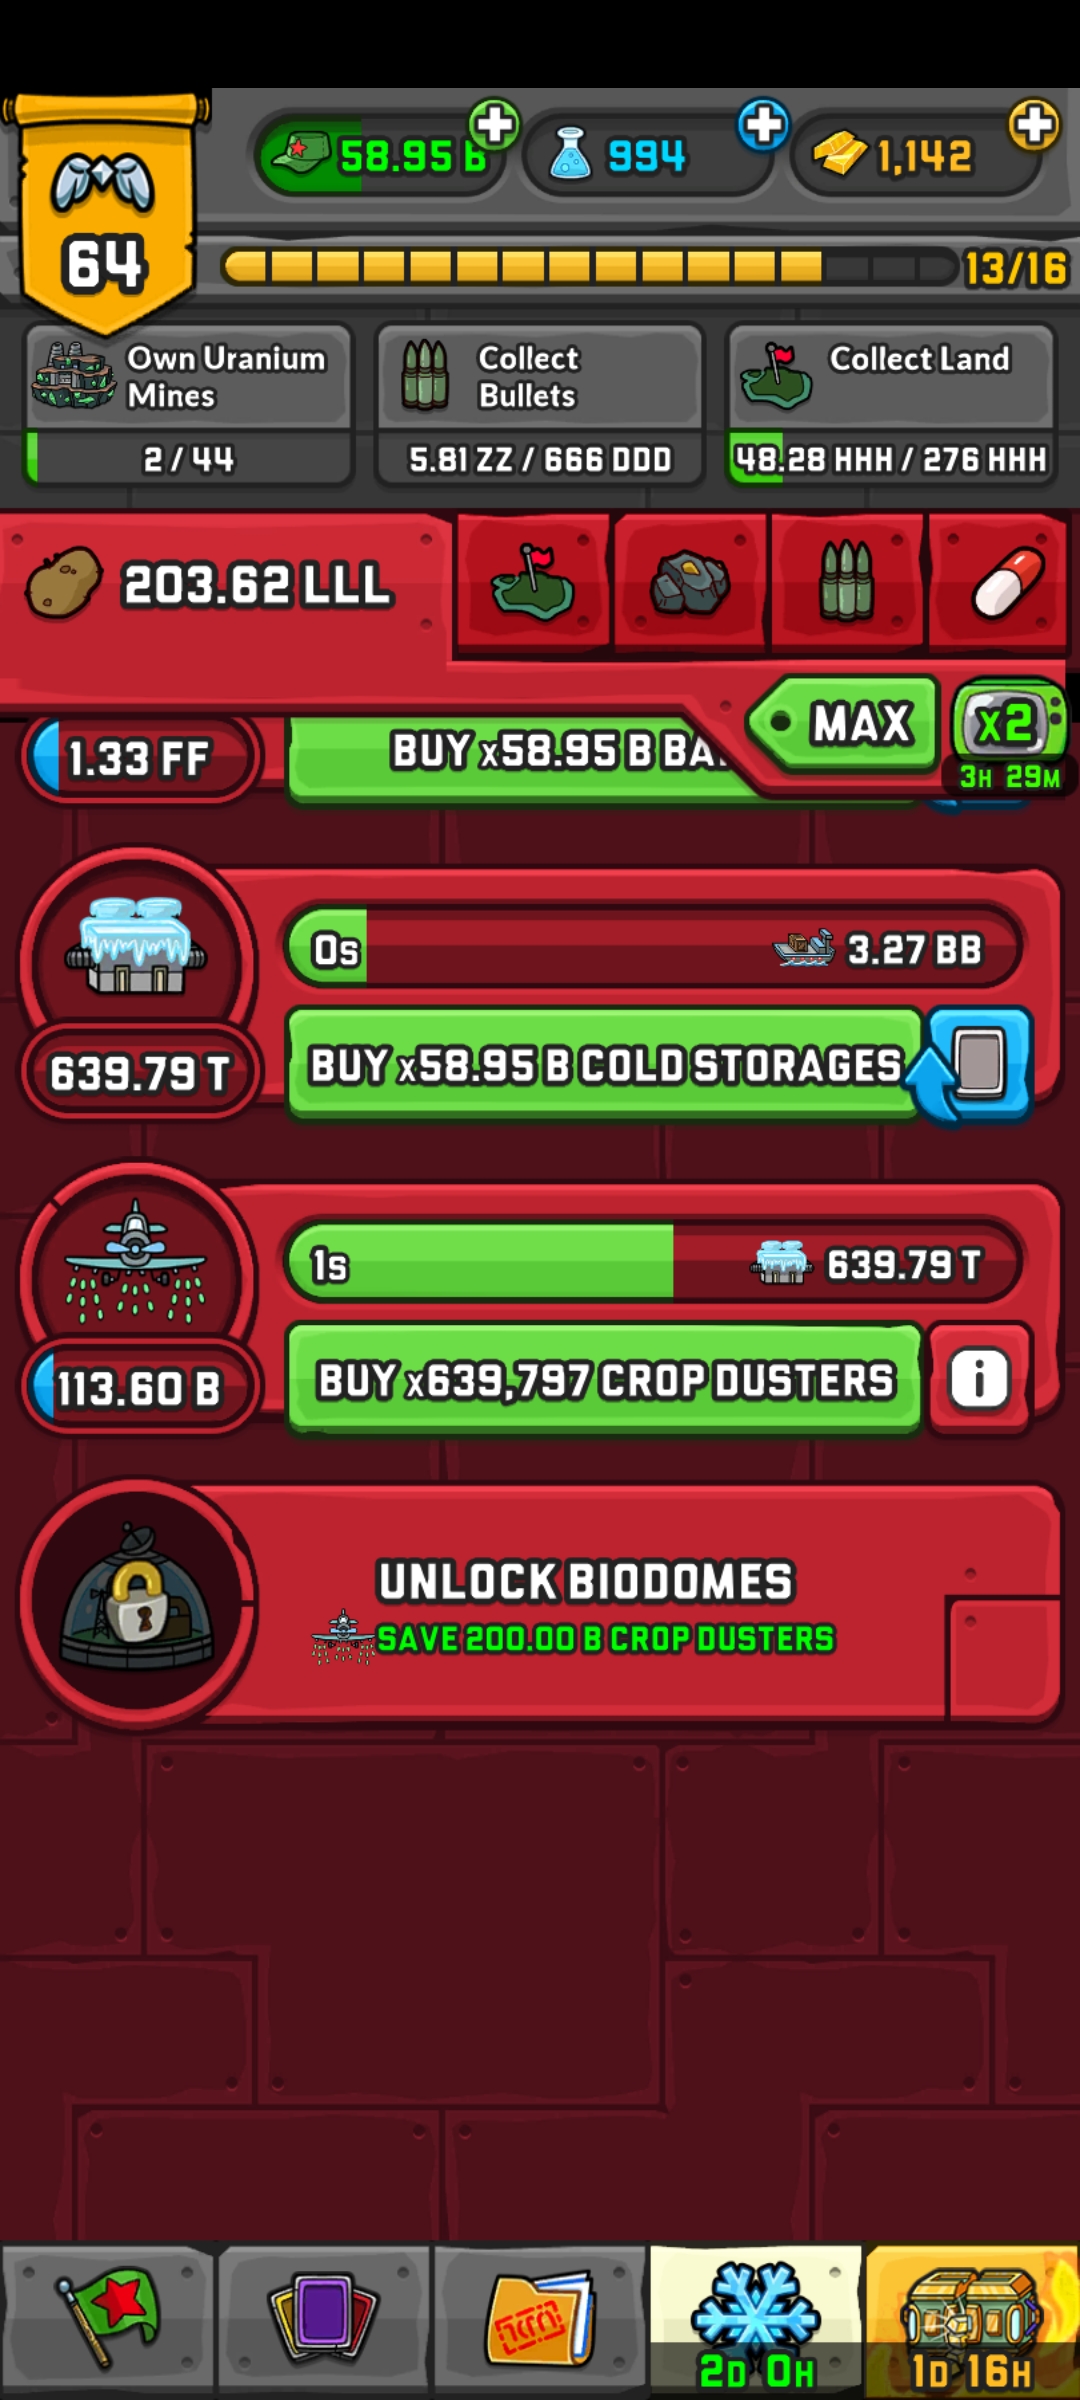 64
58.95 B
994
1,142
13/16
Own Uranium
Mines
2 / 44
Collect
Bullets
5.81 ZZ / 666 DDD
Collect Land
48.28 HHH / 276 HHH
203.62 LLL
MAX
x2
3H 29M
1.33 FF
BUY x58.95 B BA
0s
3.27 BB
639.79 T
BUY x58.95 B COLD STORAGES
1s
639.79 T
113.60 B
BUY x639,797 CROP DUSTERS
i
UNLOCK BIODOMES
SAVE 200.00 B CROP DUSTERS
2D 0H
1D 16H